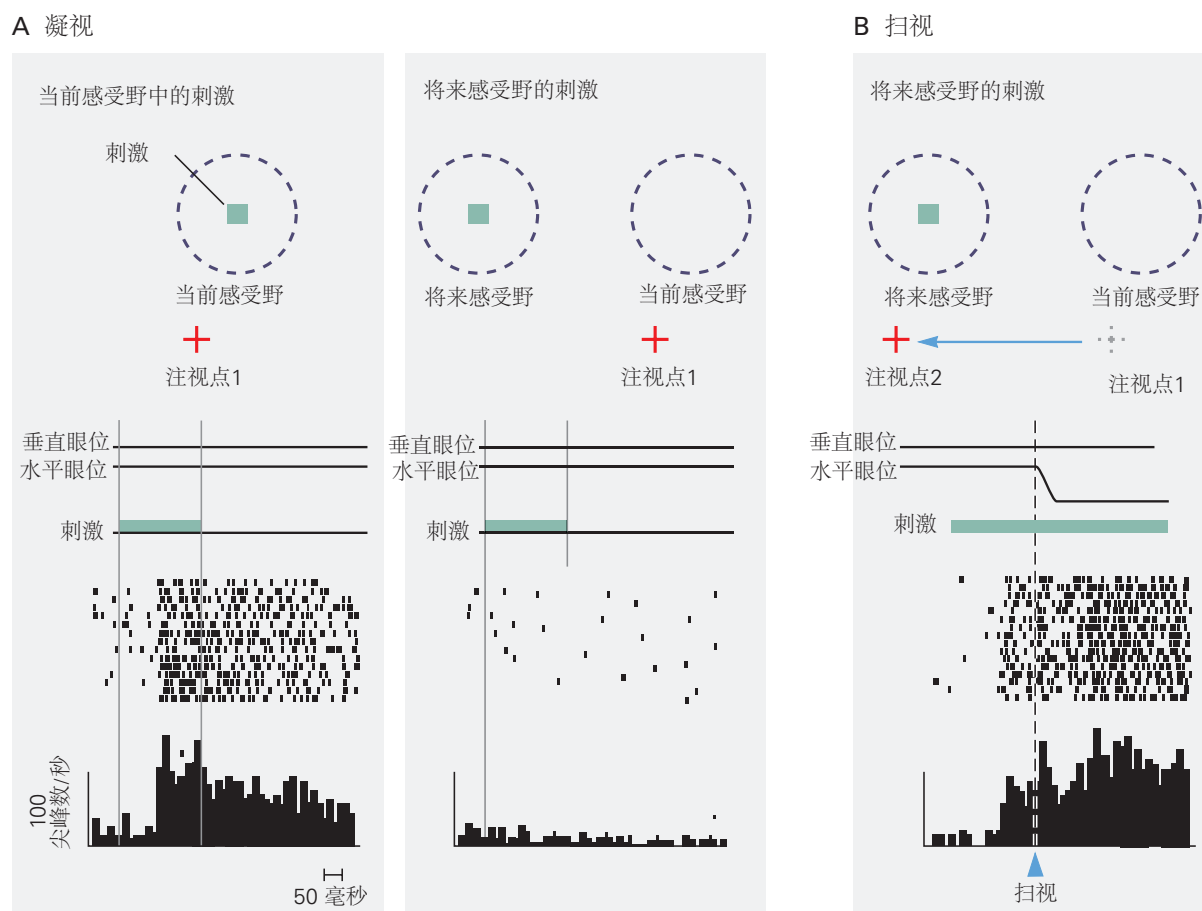 A 凝视
当前感受野中的刺激
刺激
当前感受野
注视点1
垂直眼位
水平眼位
刺激
100
尖峰数/秒
50 毫秒
将来感受野的刺激
将来感受野
当前感受野
注视点1
垂直眼位
水平眼位
刺激
B 扫视
将来感受野的刺激
将来感受野
当前感受野
注视点2
注视点1
垂直眼位
水平眼位
刺激
扫视